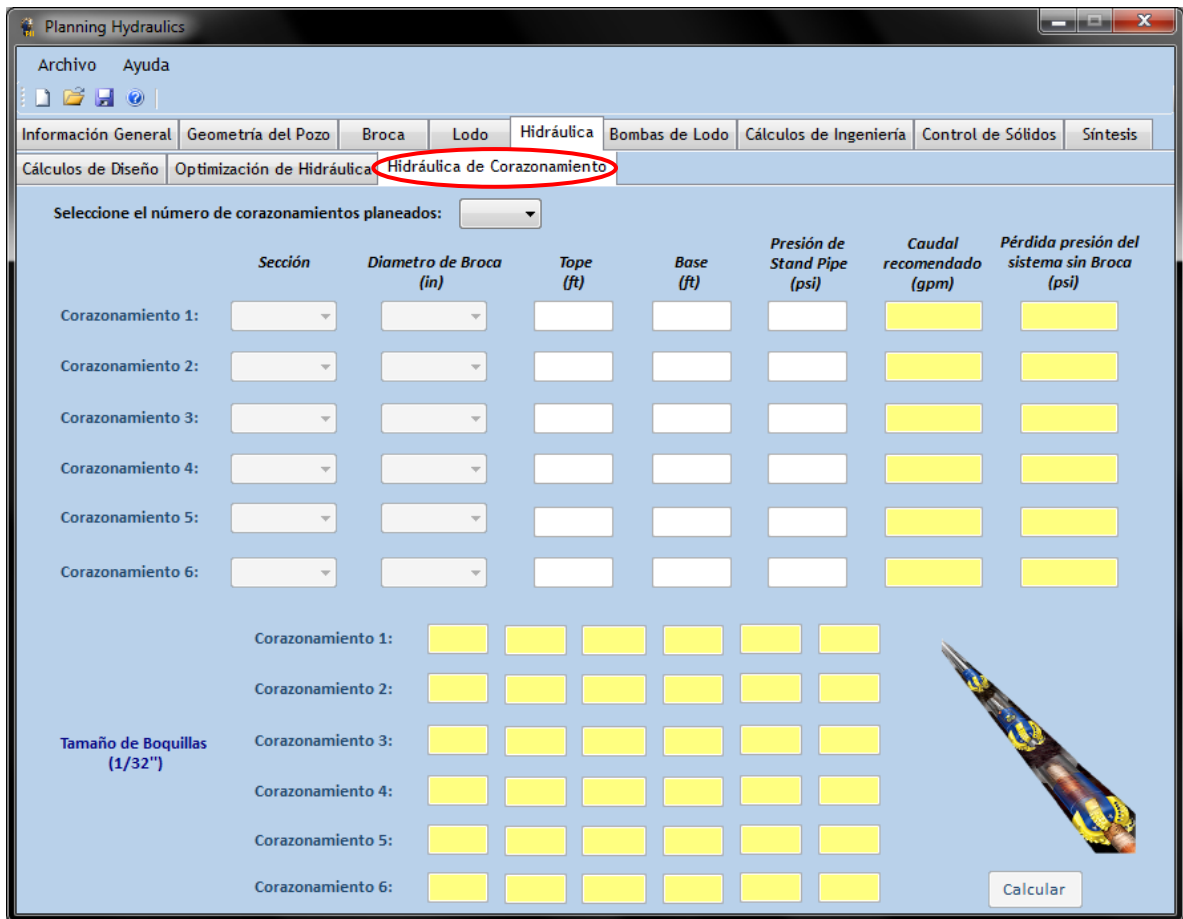 Planning Hydraulics
Archivo Ayuda
Información General Geometría del Pozo Broca Lodo Hidráulica Bombas de Lodo Cálculos de Ingeniería Control de Sólidos Síntesis
Cálculos de Diseño Optimización de Hidráulica Hidráulica de Corazonamiento
Seleccione el número de corazonamientos planeados:
Sección Diametro de Broca (in) Tope (ft) Base (ft) Presión de Stand Pipe (psi) Caudal recomendado (gpm) Pérdida presión del sistema sin Broca (psi)
Corazonamiento 1:
Corazonamiento 2:
Corazonamiento 3:
Corazonamiento 4:
Corazonamiento 5:
Corazonamiento 6:
Tamaño de Boquillas
(1/32")
Corazonamiento 1:
Corazonamiento 2:
Corazonamiento 3:
Corazonamiento 4:
Corazonamiento 5:
Corazonamiento 6:
Calcular